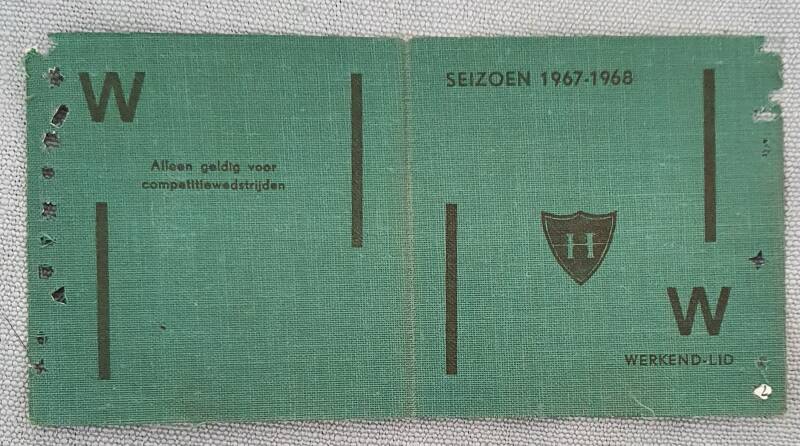 W
Alleen geldig voor
competitiewedstrijden
SEIZOEN 1967-1968
H
W
WERKEND-LID